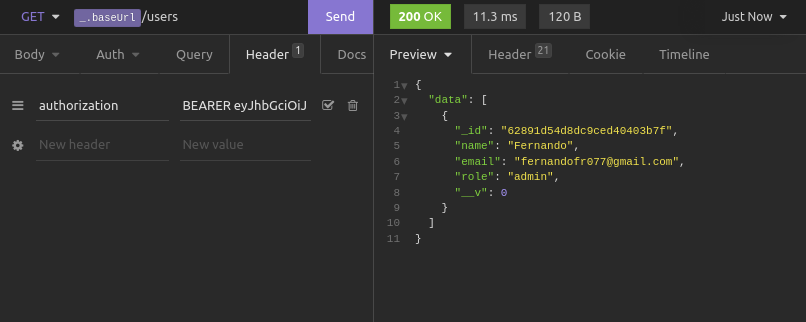 GET _.baseUrl /users Send 200 OK 11.3 ms 120 B Just Now
Body Auth Query Header 1 Docs Preview Header 21 Cookie Timeline
authorization BEARER eyJhbGciOiJ
New header New value
1 {
2 "data": [
3 {
4 "_id": "62891d54d8dc9ced40403b7f",
5 "name": "Fernando",
6 "email": "fernandofr077@gmail.com",
7 "role": "admin",
8 "__v": 0
9 }
10 ]
11 }